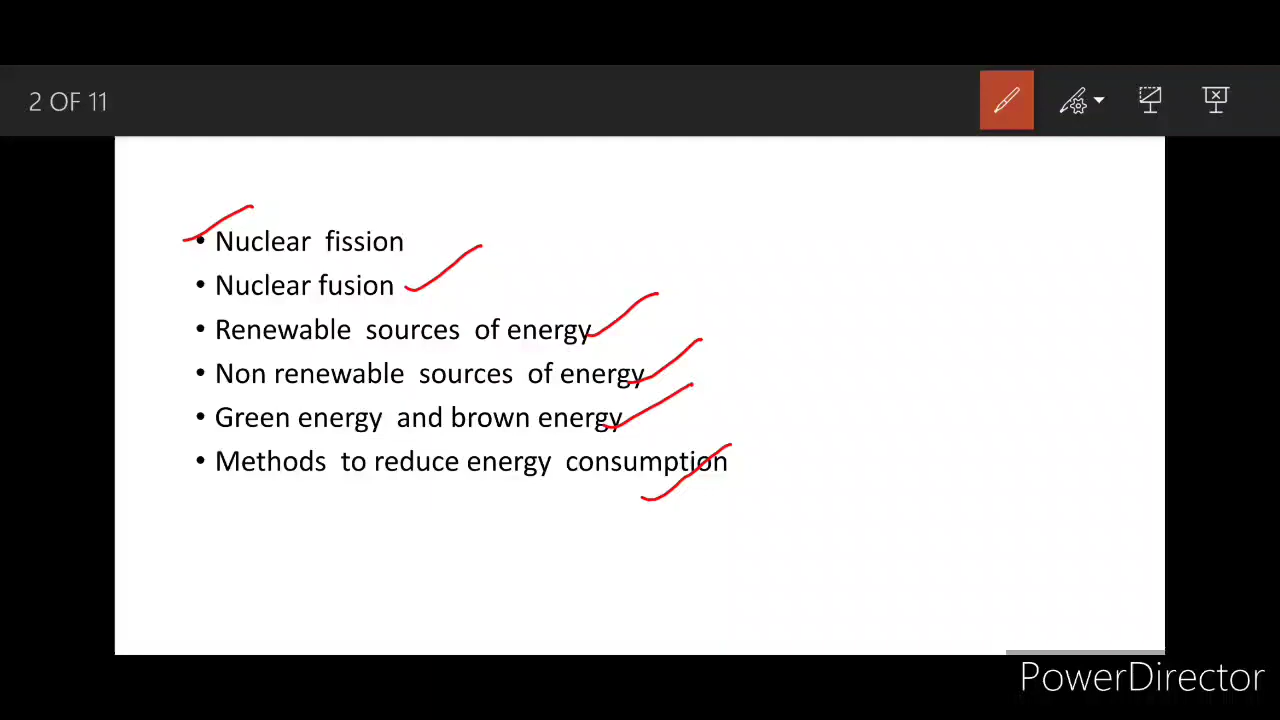 2 OF 11
• Nuclear fission
• Nuclear fusion
• Renewable sources of energy
• Non renewable sources of energy
• Green energy and brown energy
• Methods to reduce energy consumption
PowerDirector